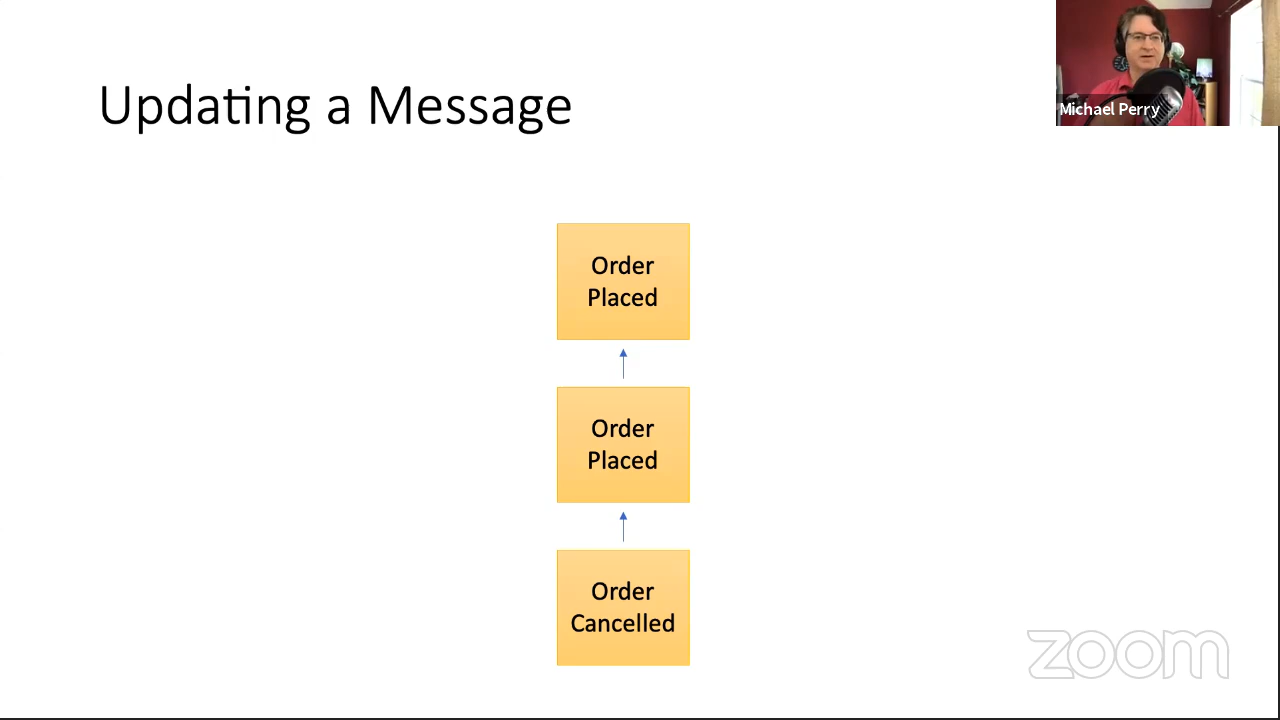 Updating a Message
Michael Perry
Order
Placed
Order
Placed
Order
Cancelled
zoom